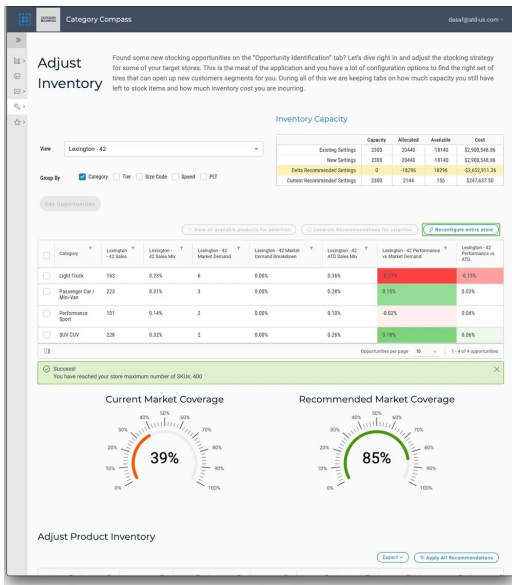 CATEGORY
COMPASS
Category Compass
dasaf@atd-us.com
Adjust
Inventory
Found some new stocking opportunities on the "Opportunity Identification" tab? Let's dive right in and adjust the stocking strategy
for some of your target stores. This is the meat of the application and you have a lot of configuration options to find the right set of
tires that can open up new customers segments for you. During all of this we are keeping tabs on how much capacity you still have
left to stock items and how much inventory cost you are incurring.
Inventory Capacity
Capacity Allocated Available Cost
Existing Settings 2300 20440 -18140 $2,900,548.86
New Settings 2300 20440 -18140 $2,900,548.86
Delta Recommended Settings 0 -18296 18296 -$2,652,911.36
Current Recommended Settings 2300 2144 156 $247,637.50
View Lexington - 42
Group By Category Tier Size Code Speed PLT
Get Opportunities
View all available products for selection
Generate Recommendations for selection
Reconfigure entire store
Category
Lexington
- 42 Sales
Lexington -
42 Sales Mix
Lexington - 42
Market Demand
Lexington - 42 Market
Demand Breakdown
Lexington - 42
ATD Sales Mix
Lexington - 42 Performance
vs Market Demand
Lexington - 42
Performance vs
ATD
Light Truck 163 0.23% 6 0.00% 0.36% -0.13%
Passenger Car /
Mini-Van
223 0.31% 3 0.00% 0.28% 0.15% 0.03%
Performance
Sport
101 0.14% 2 0.00% 0.10% -0.02% 0.04%
SUV CUV 228 0.32% 2 0.00% 0.26% 0.18% 0.06%
Opportunities per page 10 1 - 4 of 4 opportunities
Success!
You have reached your store maximum number of SKUs: 400
Current Market Coverage
0%
10%
20%
30%
40%
50%
60%
70%
80%
90%
100%
39%
Recommended Market Coverage
0%
10%
20%
30%
40%
50%
60%
70%
80%
90%
100%
85%
Adjust Product Inventory
Export
Apply All Recommendations